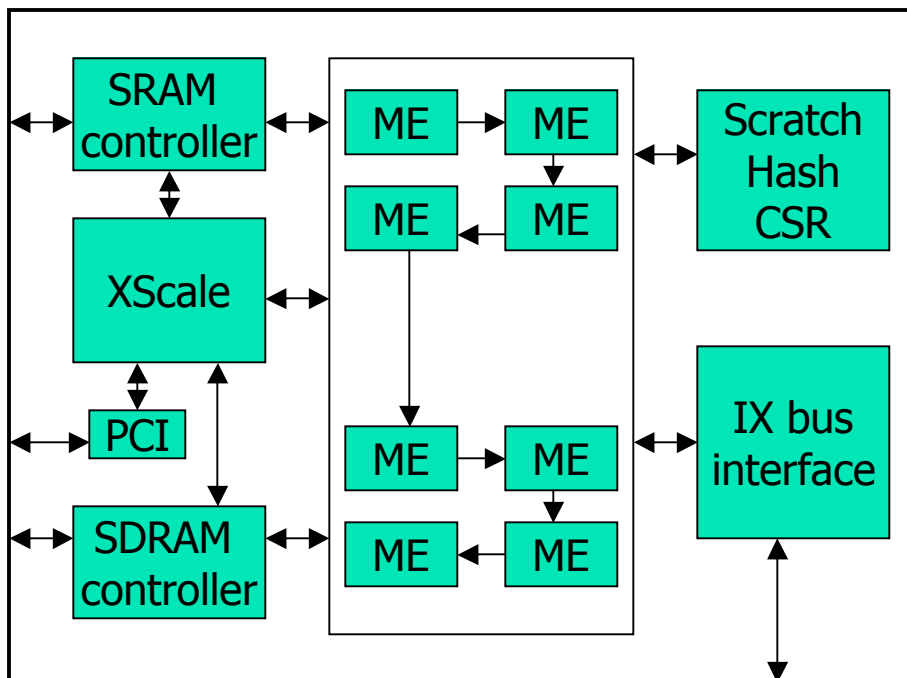 SRAM
controller
ME
ME
Scratch
Hash
CSR
ME
ME
XScale
PCI
ME
ME
IX bus
interface
SDRAM
controller
ME
ME